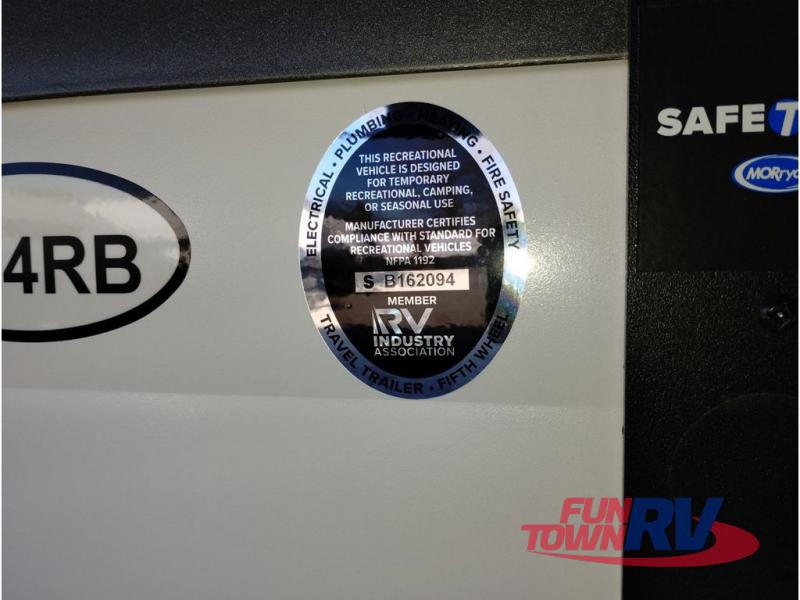 4RB
ELECTRICAL • PLUMBING • HEATING • FIRE SAFETY
THIS RECREATIONAL
VEHICLE IS DESIGNED
FOR TEMPORARY
RECREATIONAL, CAMPING,
OR SEASONAL USE
MANUFACTURER CERTIFIES
COMPLIANCE WITH STANDARD FOR
RECREATIONAL VEHICLES
NFPA 1192
S B162094
MEMBER
RV
INDUSTRY
ASSOCIATION
TRAVEL TRAILER • FIFTH WHEEL
SAFE T
MORryd
FUN
TOWN RV